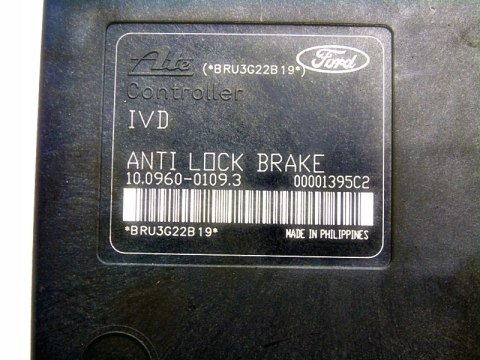 Ate (*BRU3G22B19*) Ford
Controller
IVD
ANTI LOCK BRAKE
10.0960-0109.3 00001395C2
*BRU3G22B19* MADE IN PHILIPPINES